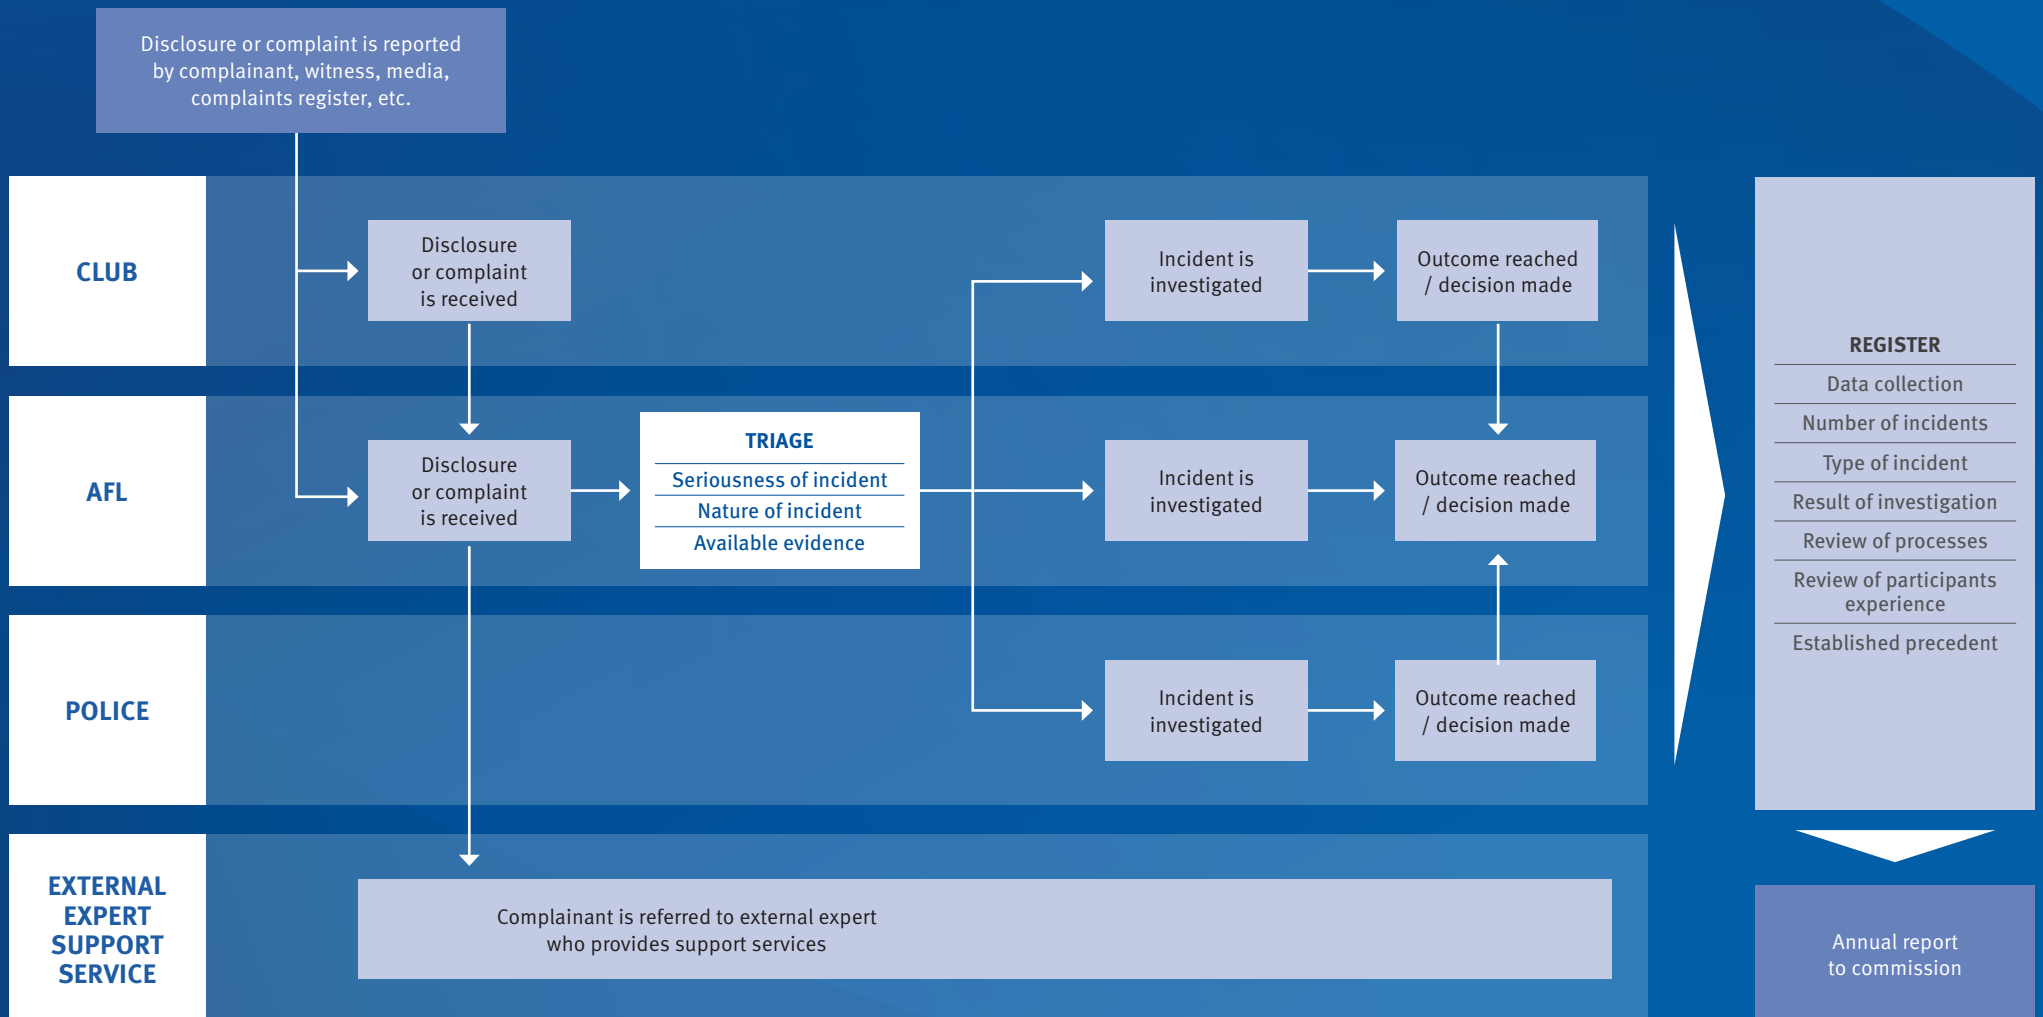 Disclosure or complaint is reported
by complainant, witness, media,
complaints register, etc.
CLUB
Disclosure
or complaint
is received
Incident is
investigated
Outcome reached
/ decision made
AFL
Disclosure
or complaint
is received
TRIAGE
Seriousness of incident
Nature of incident
Available evidence
Incident is
investigated
Outcome reached
/ decision made
POLICE
Incident is
investigated
Outcome reached
/ decision made
EXTERNAL
EXPERT
SUPPORT
SERVICE
Complainant is referred to external expert
who provides support services
REGISTER
Data collection
Number of incidents
Type of incident
Result of investigation
Review of processes
Review of participants
experience
Established precedent
Annual report
to commission